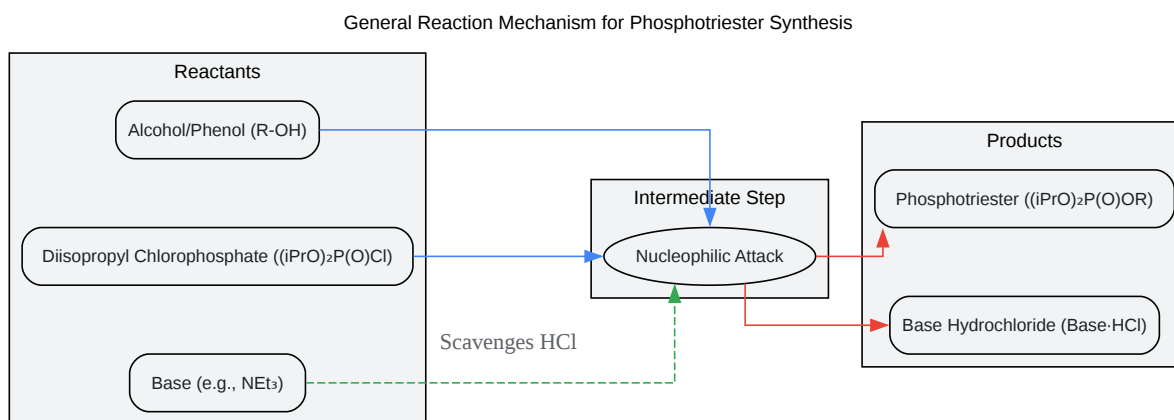 General Reaction Mechanism for Phosphotriester Synthesis
Reactants
Alcohol/Phenol (R-OH)
Diisopropyl Chlorophosphate ((iPrO)₂P(O)Cl)
Base (e.g., NEt₃)
Scavenges HCl
Intermediate Step
Nucleophilic Attack
Products
Phosphotriester ((iPrO)₂P(O)OR)
Base Hydrochloride (Base·HCl)